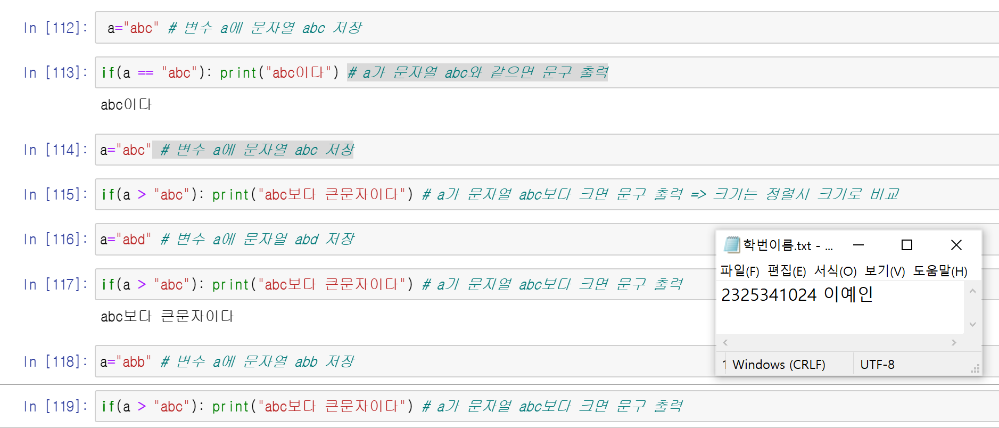 In [112]: a="abc" # 변수 a에 문자열 abc 저장
In [113]: if(a == "abc"): print("abc이다") # a가 문자열 abc와 같으면 문구 출력
abc이다
In [114]: a="abc" # 변수 a에 문자열 abc 저장
In [115]: if(a > "abc"): print("abc보다 큰문자이다") # a가 문자열 abc보다 크면 문구 출력 => 크기는 정렬시 크기로 비교
In [116]: a="abd" # 변수 a에 문자열 abd 저장
In [117]: if(a > "abc"): print("abc보다 큰문자이다") # a가 문자열 abc보다 크면 문구 출력
abc보다 큰문자이다
In [118]: a="abb" # 변수 a에 문자열 abb 저장
In [119]: if(a > "abc"): print("abc보다 큰문자이다") # a가 문자열 abc보다 크면 문구 출력
학번이름.txt - ...
파일(F) 편집(E) 서식(O) 보기(V) 도움말(H)
2325341024 이예인
1 Windows (CRLF) UTF-8